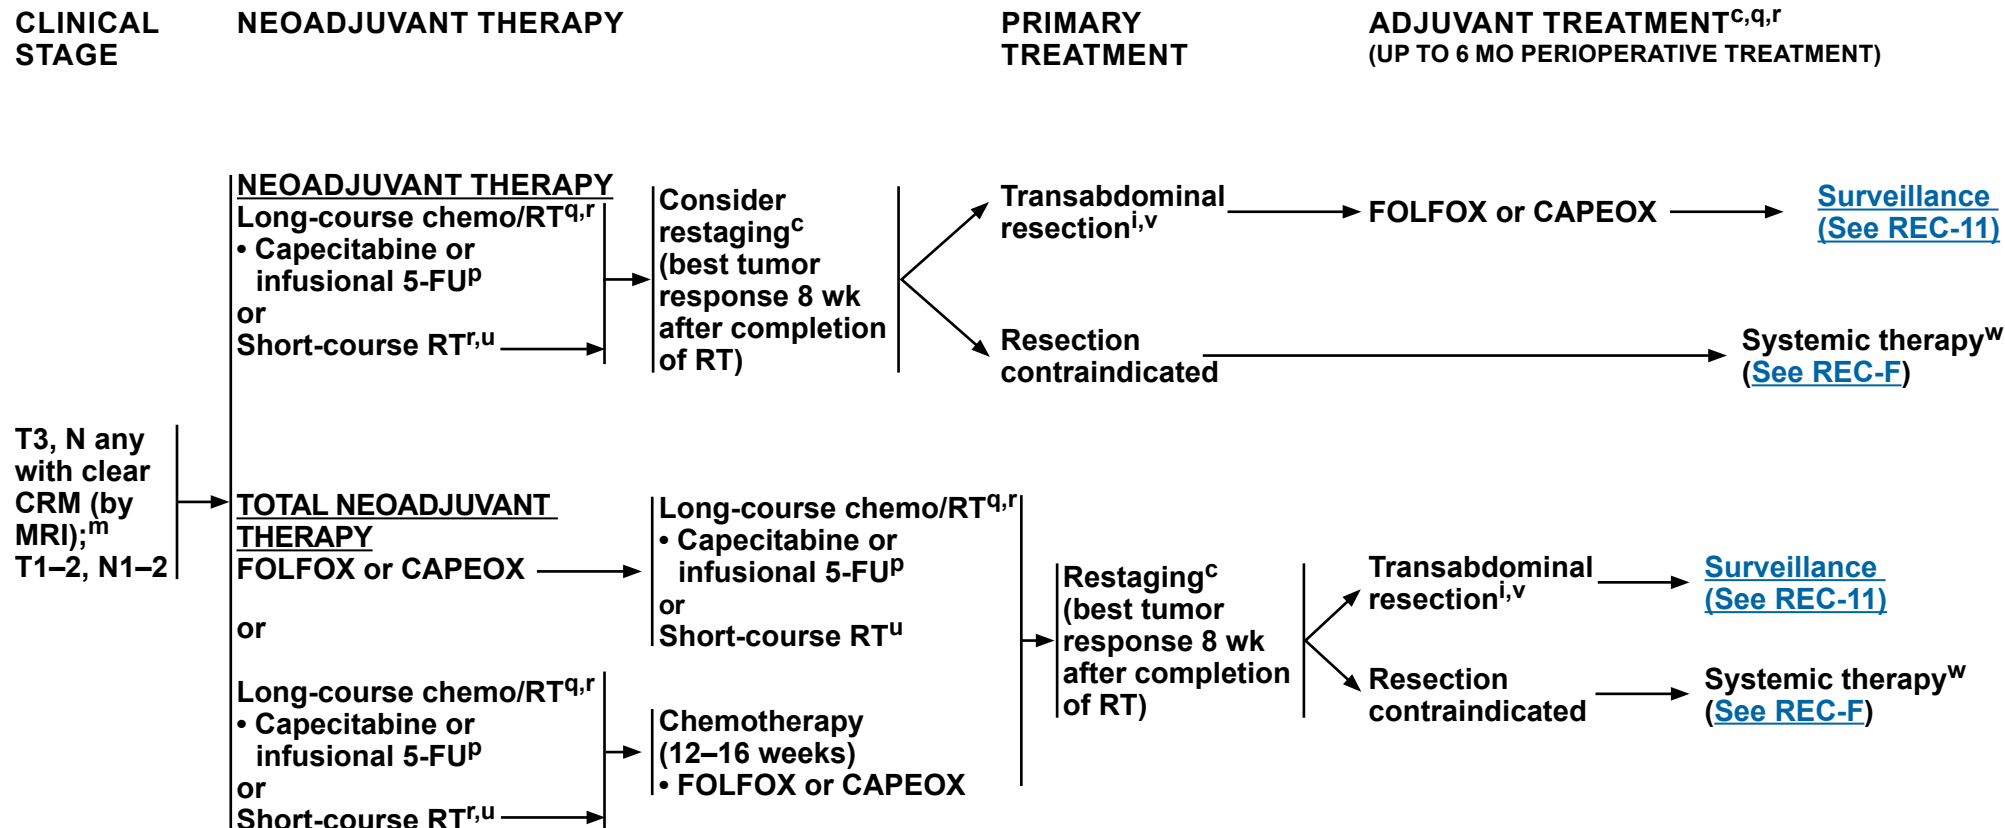 CLINICAL
STAGE
NEOADJUVANT THERAPY
PRIMARY
TREATMENT
ADJUVANT TREATMENTc,q,r
(UP TO 6 MO PERIOPERATIVE TREATMENT)
T3, N any
with clear
CRM (by
MRI);m
T1–2, N1–2
NEOADJUVANT THERAPY
Long-course chemo/RTq,r
• Capecitabine or
infusional 5-FUp
or
Short-course RTr,u
Consider
restagingc
(best tumor
response 8 wk
after completion
of RT)
Transabdominal
resectioni,v
FOLFOX or CAPEOX
Surveillance
(See REC-11)
Resection
contraindicated
Systemic therapyw
(See REC-F)
TOTAL NEOADJUVANT
THERAPY
FOLFOX or CAPEOX
Long-course chemo/RTq,r
• Capecitabine or
infusional 5-FUp
or
Short-course RTu
or
Long-course chemo/RTq,r
• Capecitabine or
infusional 5-FUp
or
Short-course RTr,u
Chemotherapy
(12–16 weeks)
• FOLFOX or CAPEOX
Restagingc
(best tumor
response 8 wk
after completion
of RT)
Transabdominal
resectioni,v
Surveillance
(See REC-11)
Resection
contraindicated
Systemic therapyw
(See REC-F)